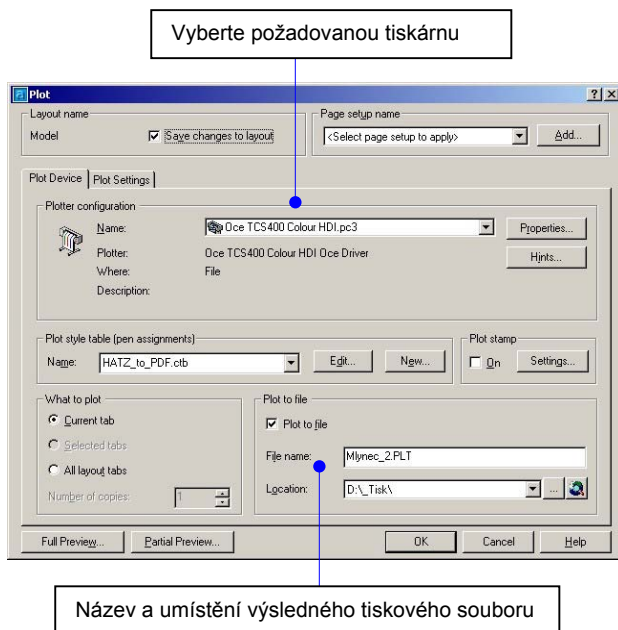 Vyberte požadovanou tiskárnu
Plot
Layout name
Model
Save changes to layout
Page setup name
<Select page setup to apply>
Add...
Plot Device
Plot Settings
Plotter configuration
Name:
Oce TCS400 Colour HDI.pc3
Properties...
Plotter:
Oce TCS400 Colour HDI Oce Driver
Hints...
Where:
File
Description:
Plot style table (pen assignments)
Name:
HATZ_to_PDF.ctb
Edit...
New...
Plot stamp
On
Settings...
What to plot
Current tab
Selected tabs
All layout tabs
Number of copies:
1
Plot to file
Plot to file
File name:
Mlynec_2.PLT
Location:
D:\_Tisk\
...
Full Preview...
Partial Preview...
OK
Cancel
Help
Název a umístění výsledného tiskového souboru